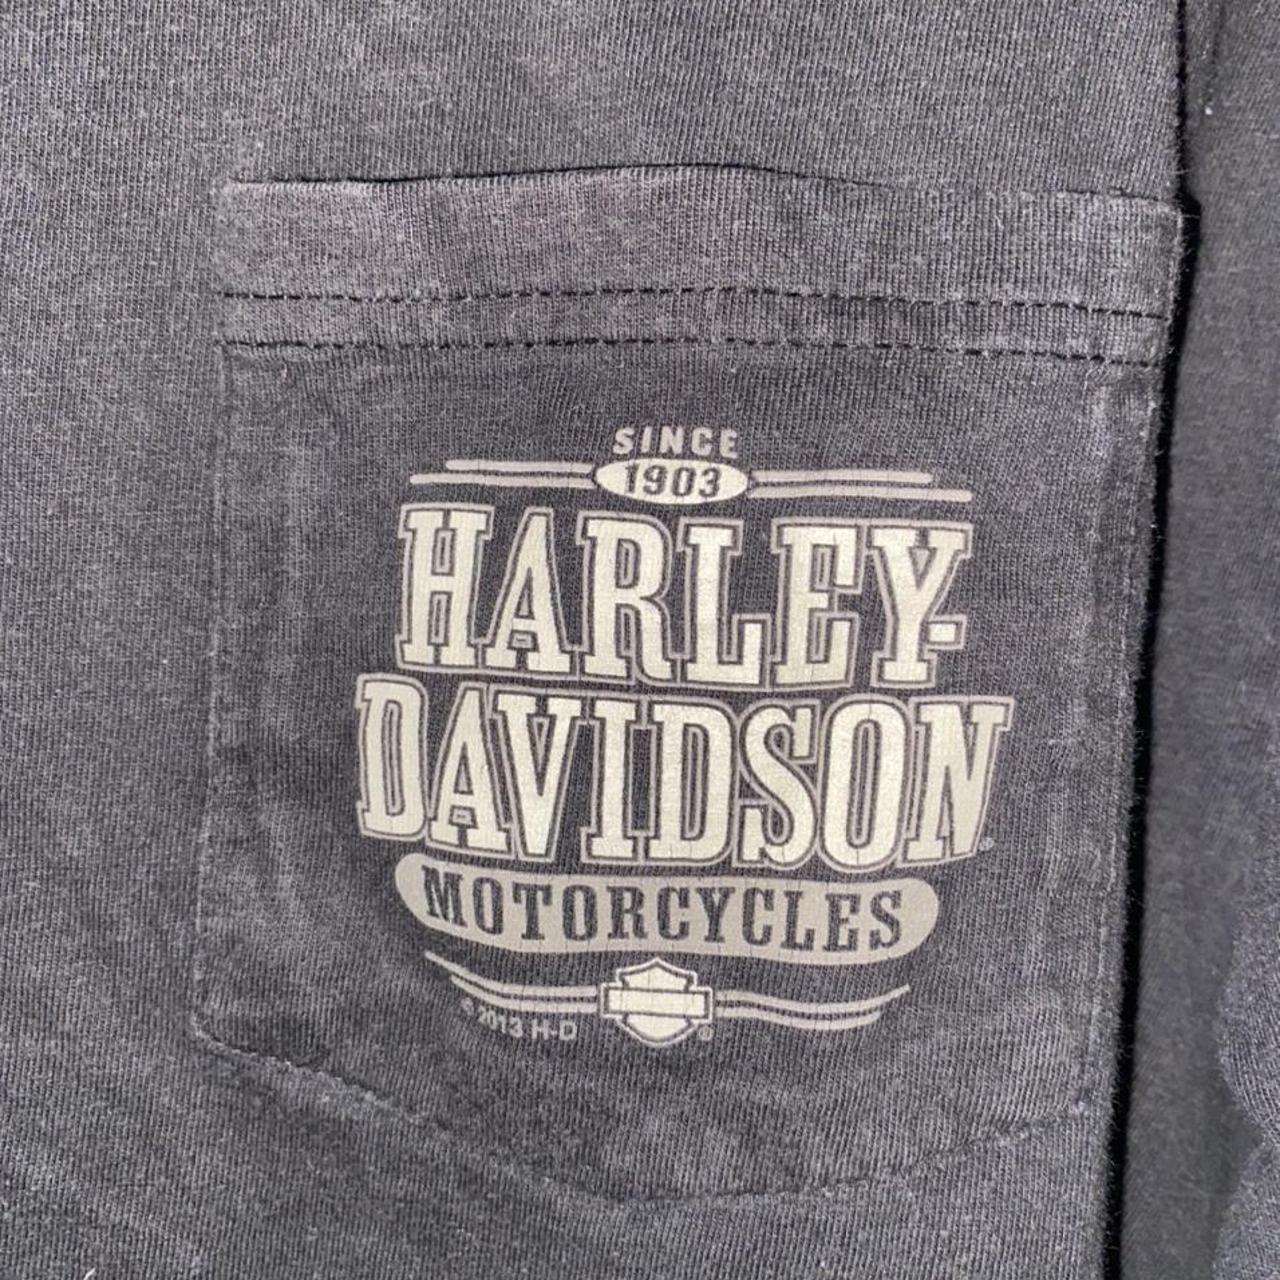 SINCE
1903
HARLEY-
DAVIDSON
MOTORCYCLES
© 2013 H-D
®